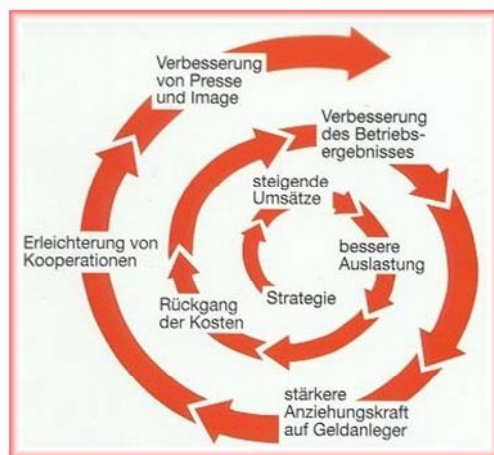 Verbesserung
von Presse
und Image
Verbesserung
des Betriebs-
ergebnisses
steigende
Umsätze
Erleichterung von
Kooperationen
bessere
Auslastung
Strategie
Rückgang
der Kosten
stärkere
Anziehungskraft
auf Geldanleger